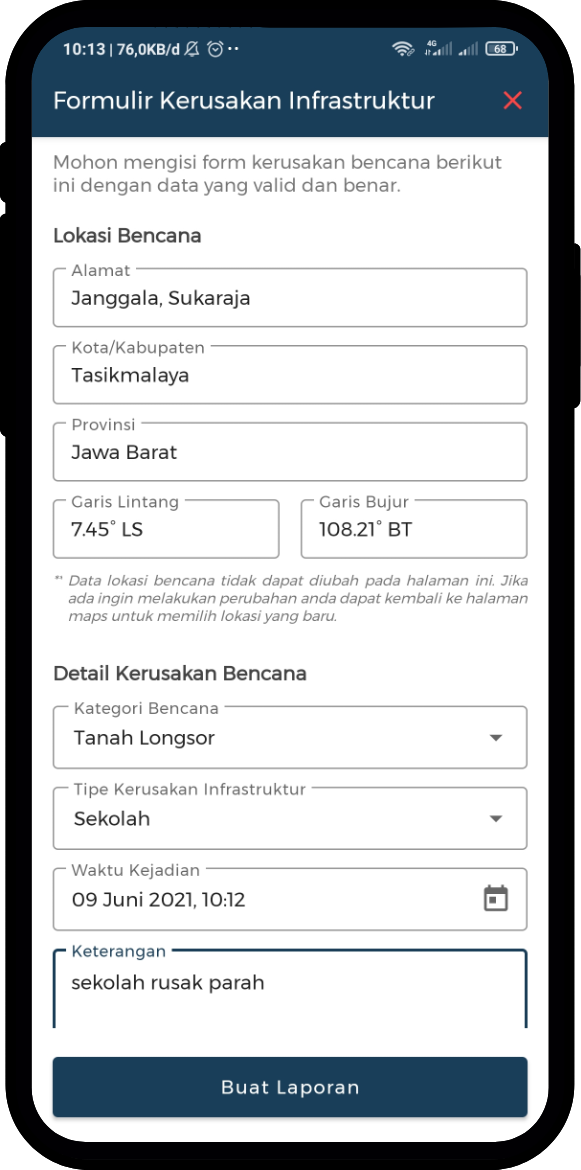 10:13 | 76,0KB/d
4G
68
Formulir Kerusakan Infrastruktur
Mohon mengisi form kerusakan bencana berikut
ini dengan data yang valid dan benar.
Lokasi Bencana
Alamat
Janggala, Sukaraja
Kota/Kabupaten
Tasikmalaya
Provinsi
Jawa Barat
Garis Lintang
7.45° LS
Garis Bujur
108.21° BT
*' Data lokasi bencana tidak dapat diubah pada halaman ini. Jika
ada ingin melakukan perubahan anda dapat kembali ke halaman
maps untuk memilih lokasi yang baru.
Detail Kerusakan Bencana
Kategori Bencana
Tanah Longsor
Tipe Kerusakan Infrastruktur
Sekolah
Waktu Kejadian
09 Juni 2021, 10:12
Keterangan
sekolah rusak parah
Buat Laporan